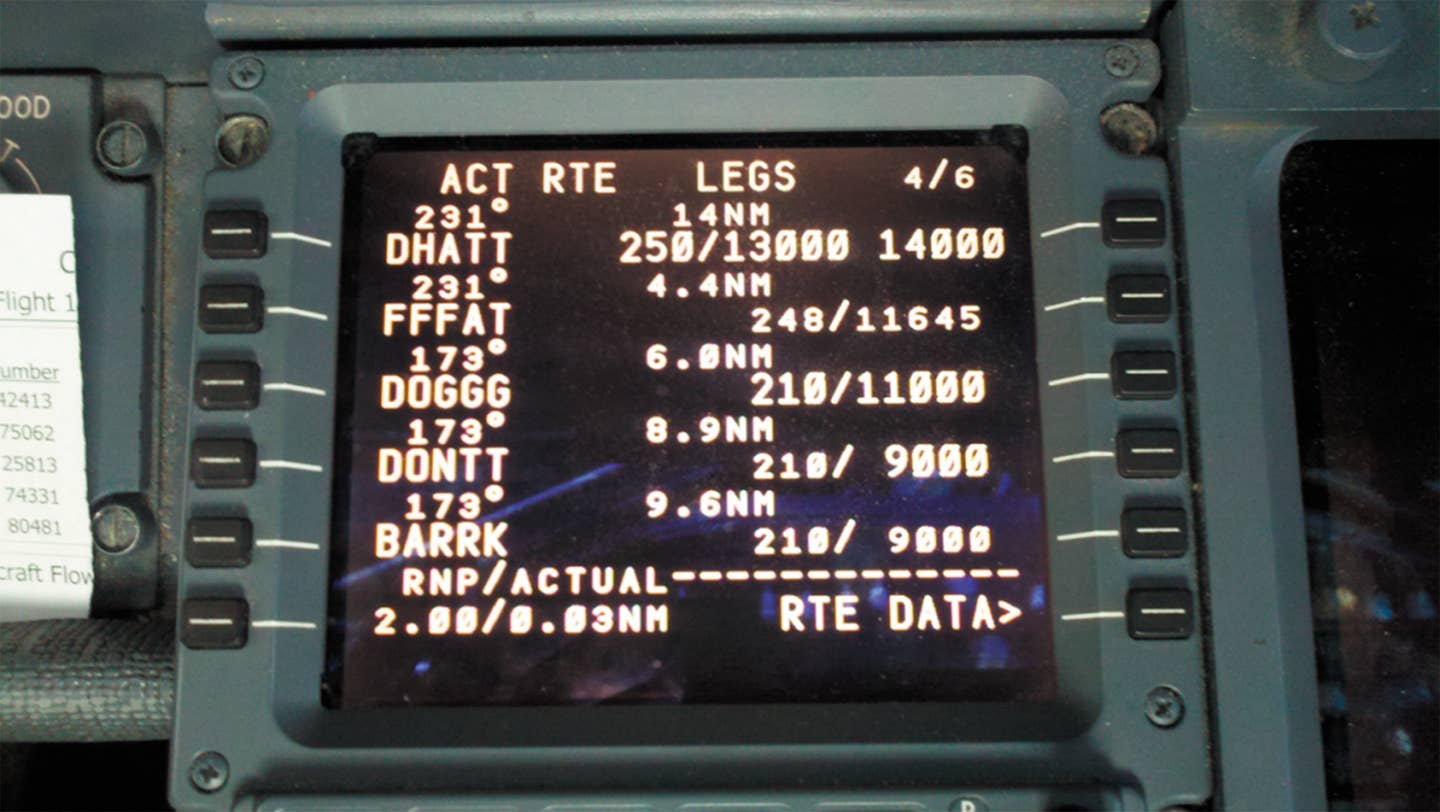 OOD
ACT RTE LEGS 4/6
231° 14NM
DHATT 250/13000 14000
231° 4.4NM
FFFAT 248/11645
173° 6.0NM
DOGGG 210/11000
173° 8.9NM
DONTT 210/ 9000
173° 9.6NM
BARRK 210/ 9000
RNP/ACTUAL--------------
2.00/0.03NM RTE DATA>
Flight 1
umber
42413
75062
25813
74331
80481
craft Flow